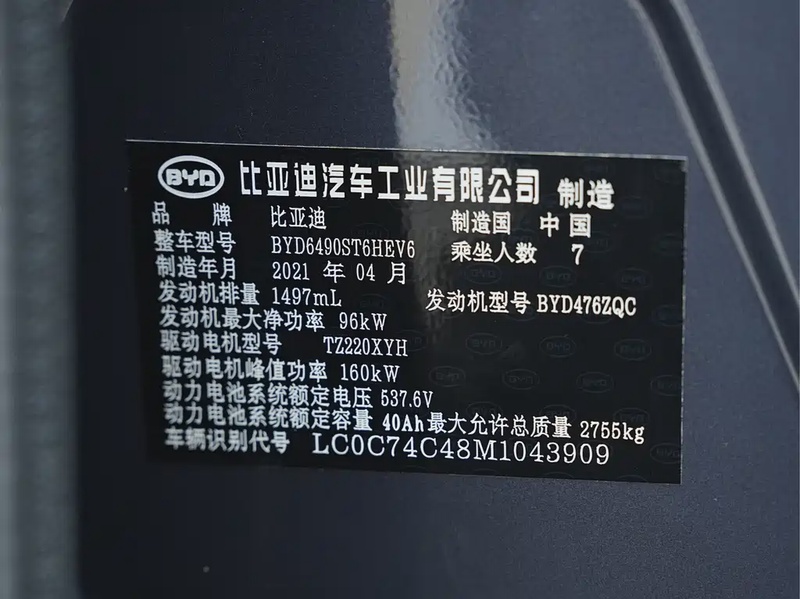 BYD 比亚迪汽车工业有限公司 制造
品 牌 比亚迪 制造国 中国
整车型号 BYD6490ST6HEV6 乘坐人数 7
制造年月 2021 年 04 月
发动机排量 1497mL 发动机型号 BYD476ZQC
发动机最大净功率 96kW
驱动电机型号 TZ220XYH
驱动电机峰值功率 160kW
动力电池系统额定电压 537.6V
动力电池系统额定容量 40Ah 最大允许总质量 2755kg
车辆识别代号 LC0C74C48M1043909